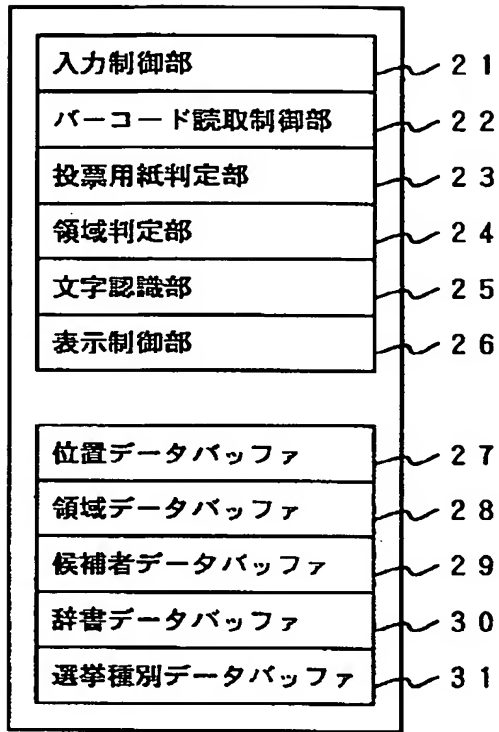 入力制御部 21
バーコード読取制御部 22
投票用紙判定部 23
領域判定部 24
文字認識部 25
表示制御部 26
位置データバッファ 27
領域データバッファ 28
候補者データバッファ 29
辞書データバッファ 30
選挙種別データバッファ 31